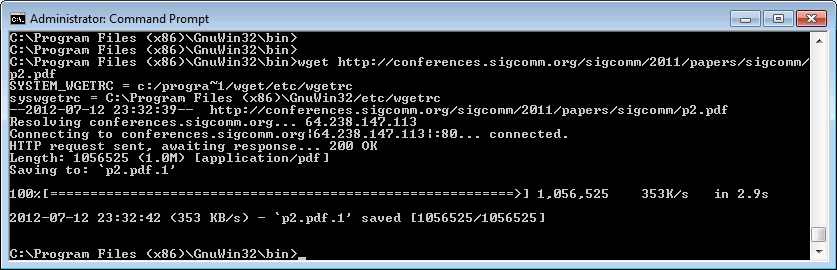 Administrator: Command Prompt
C:\Program Files (x86)\GnuWin32\bin>
C:\Program Files (x86)\GnuWin32\bin>
C:\Program Files (x86)\GnuWin32\bin>wget http://conferences.sigcomm.org/sigcomm/2011/papers/sigcomm/
p2.pdf
SYSTEM_WGETRC = c:/progra~1/wget/etc/wgetrc
syswgetrc = C:\Program Files (x86)\GnuWin32/etc/wgetrc
--2012-07-12 23:32:39--  http://conferences.sigcomm.org/sigcomm/2011/papers/sigcomm/p2.pdf
Resolving conferences.sigcomm.org... 64.238.147.113
Connecting to conferences.sigcomm.org¦64.238.147.113¦:80... connected.
HTTP request sent, awaiting response... 200 OK
Length: 1056525 (1.0M) [application/pdf]
Saving to: `p2.pdf.1'
100%[=========================================================>] 1,056,525    353K/s   in 2.9s
2012-07-12 23:32:42 (353 KB/s) - `p2.pdf.1' saved [1056525/1056525]
C:\Program Files (x86)\GnuWin32\bin>_